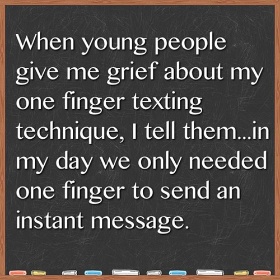 When young people
give me grief about my
one finger texting
technique, I tell them...in
my day we only needed
one finger to send an
instant message.